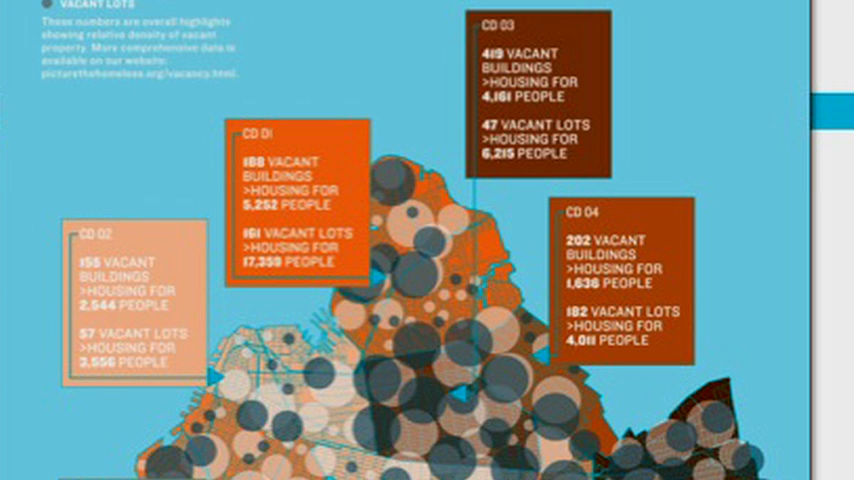 VACANT LOTS
These numbers are overall highlights
showing relative density of vacant
property. More comprehensive data is
available on our website:
picturethehomeless.org/vacancy.html.
CD 03
419 VACANT
BUILDINGS
>HOUSING FOR
4,161 PEOPLE
47 VACANT LOTS
>HOUSING FOR
6,215 PEOPLE
CD 01
188 VACANT
BUILDINGS
>HOUSING FOR
5,252 PEOPLE
161 VACANT LOTS
>HOUSING FOR
17,359 PEOPLE
CD 04
202 VACANT
BUILDINGS
>HOUSING FOR
1,636 PEOPLE
182 VACANT LOTS
>HOUSING FOR
4,011 PEOPLE
CD 02
155 VACANT
BUILDINGS
>HOUSING FOR
2,544 PEOPLE
57 VACANT LOTS
>HOUSING FOR
3,556 PEOPLE